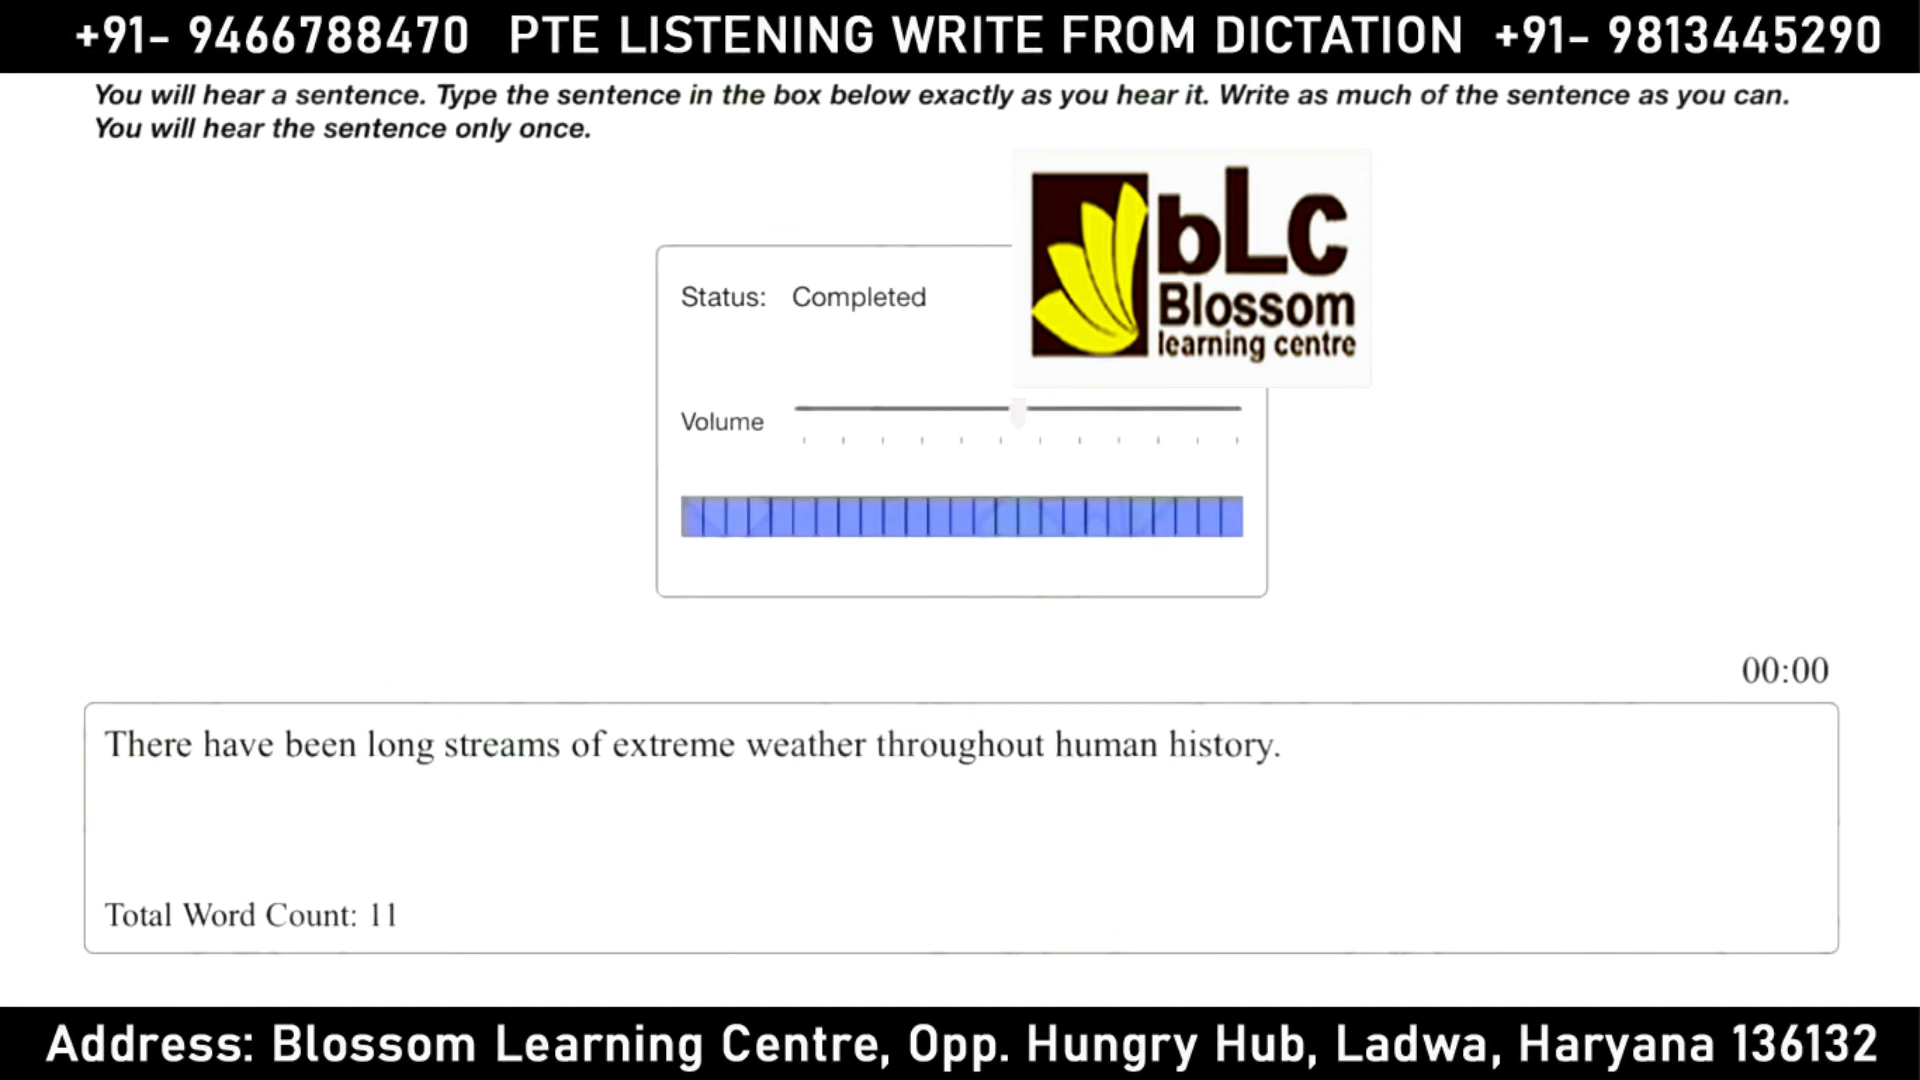 +91- 9466788470 PTE LISTENING WRITE FROM DICTATION +91- 9813445290
You will hear a sentence. Type the sentence in the box below exactly as you hear it. Write as much of the sentence as you can.
You will hear the sentence only once.
bLC
Blossom
learning centre
Status: Completed
Volume
00:00
There have been long streams of extreme weather throughout human history.
Total Word Count: 11
Address: Blossom Learning Centre, Opp. Hungry Hub, Ladwa, Haryana 136132